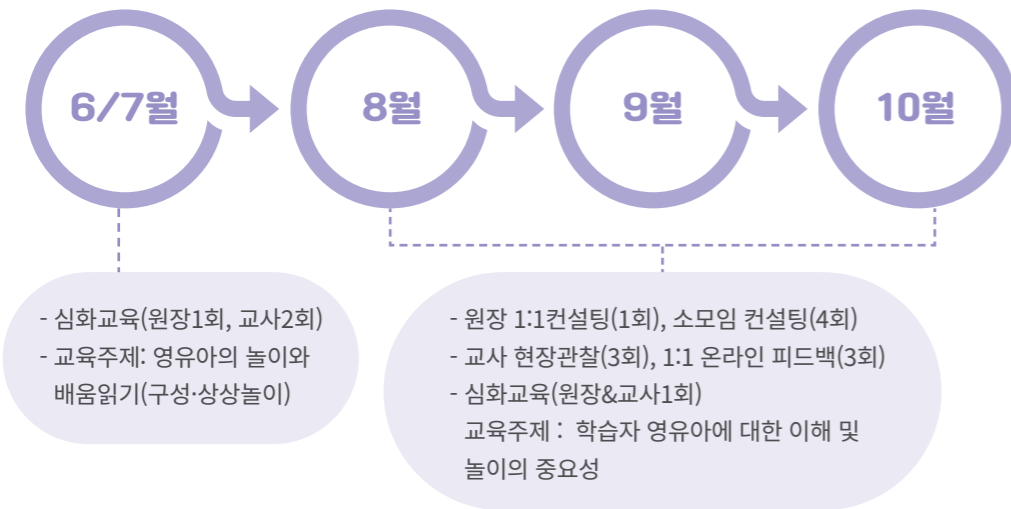 6/7월
8월
9월
10월
- 심화교육(원장1회, 교사2회)
- 교육주제: 영유아의 놀이와
배움읽기(구성·상상놀이)
- 원장 1:1컨설팅(1회), 소모임 컨설팅(4회)
- 교사 현장관찰(3회), 1:1 온라인 피드백(3회)
- 심화교육(원장&교사1회)
교육주제 : 학습자 영유아에 대한 이해 및
놀이의 중요성